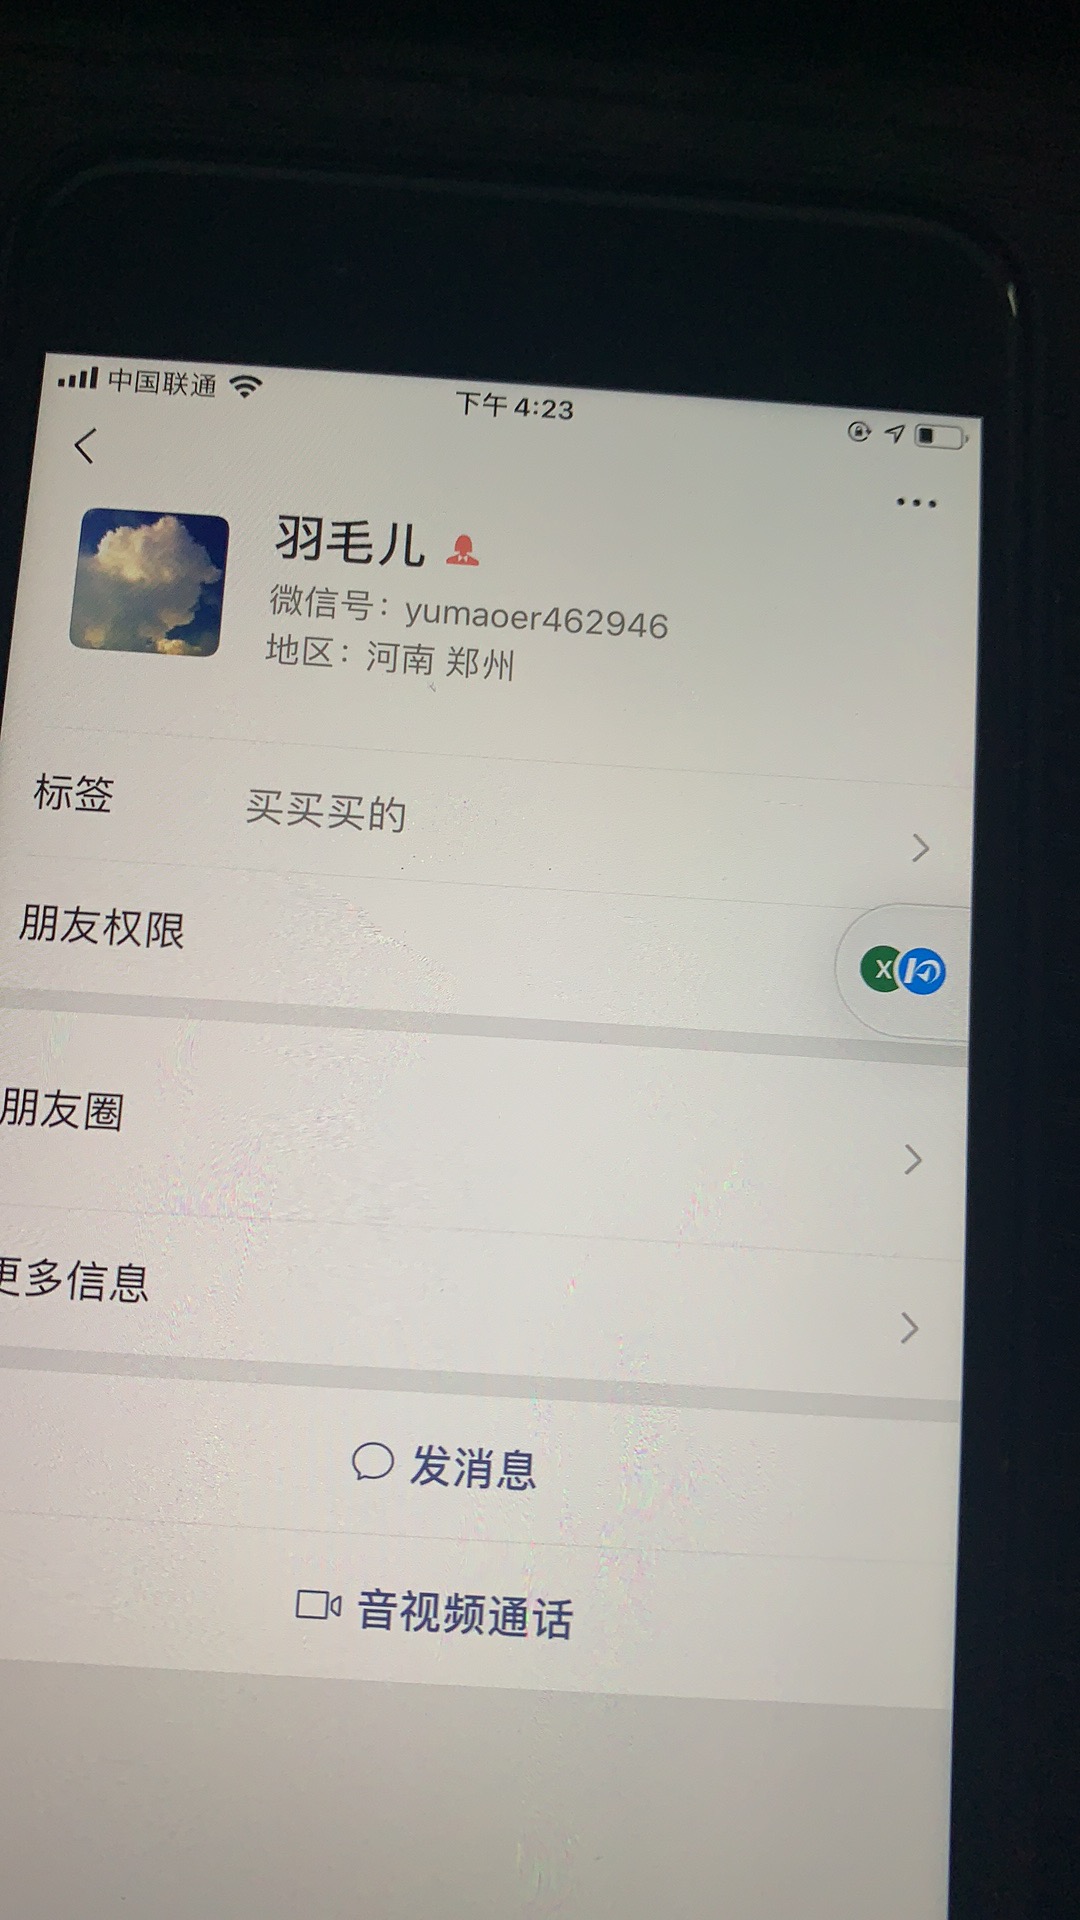 中国联通
下午 4:23
羽毛儿
微信号：yumaoer462946
地区：河南 郑州
标签 买买买的
朋友权限
X
朋友圈
更多信息
发消息
音视频通话